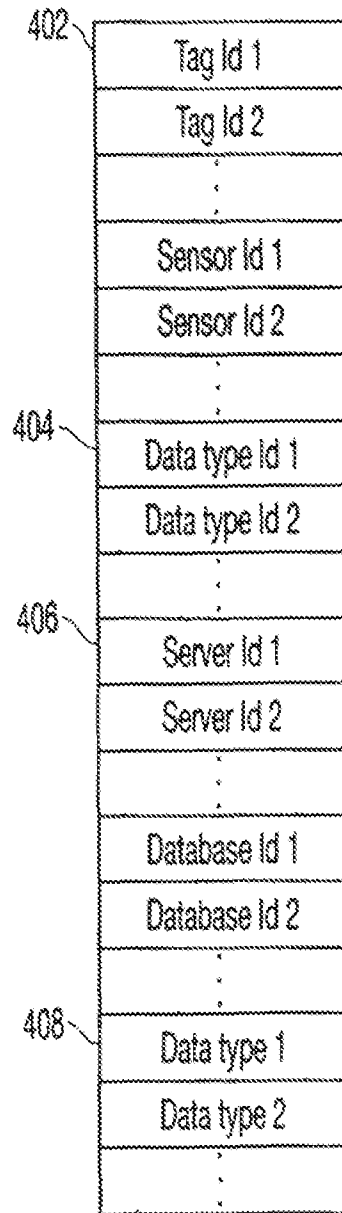 402
Tag Id 1
Tag Id 2
Sensor Id 1
Sensor Id 2
404
Data type Id 1
Data type Id 2
406
Server Id 1
Server Id 2
Database Id 1
Database Id 2
408
Data type 1
Data type 2